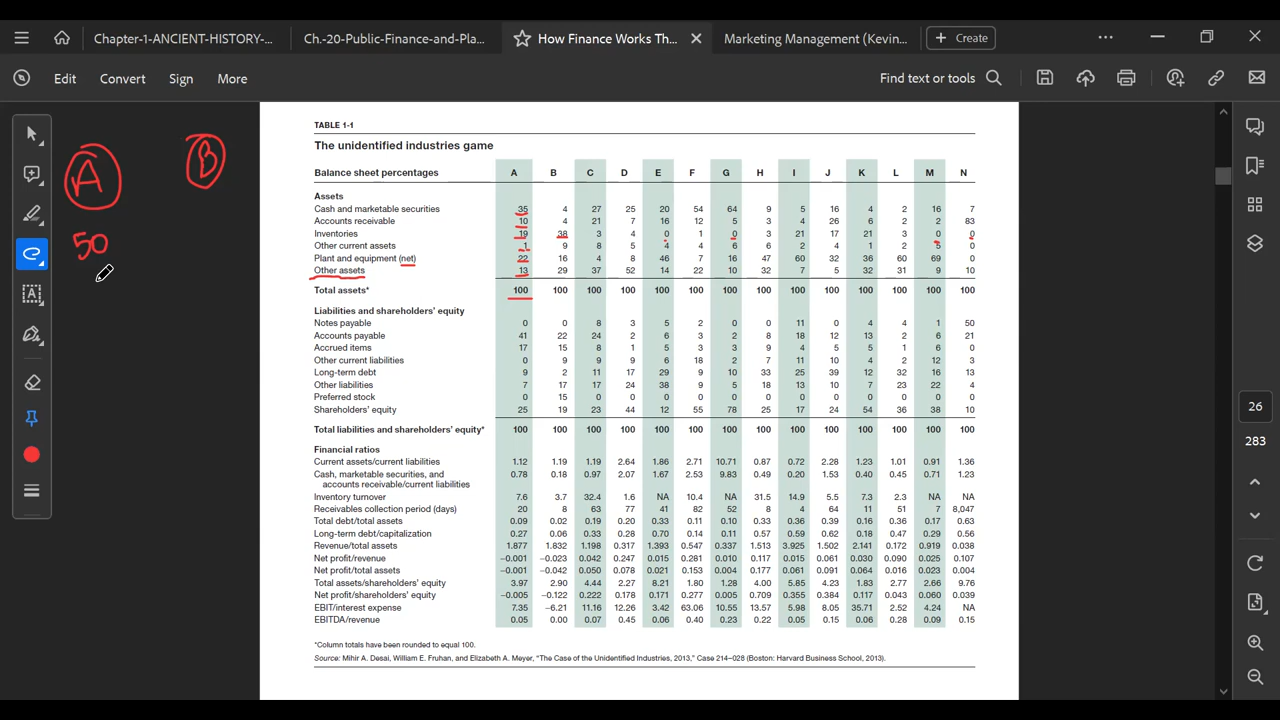 Chapter-1-ANCIENT-HISTORY-...
Ch.-20-Public-Finance-and-Pla...
How Finance Works Th...
Marketing Management (Kevin...
Create
Edit Convert Sign More
Find text or tools
A B
50
TABLE 1-1
The unidentified industries game
Balance sheet percentages A B C D E F G H I J K L M N
Assets
Cash and marketable securities 35 4 27 25 20 54 64 9 5 16 4 2 16 7
Accounts receivable 10 4 21 7 16 12 5 3 4 26 6 2 2 83
Inventories 19 38 3 4 0 1 0 3 21 17 21 3 0 0
Other current assets 1 9 8 5 4 4 6 6 2 4 1 2 5 0
Plant and equipment (net) 22 16 4 8 46 7 16 47 60 32 36 60 69 0
Other assets 13 29 37 52 14 22 10 32 7 5 32 31 9 10
Total assets* 100 100 100 100 100 100 100 100 100 100 100 100 100 100
Liabilities and shareholders' equity
Notes payable 0 0 8 3 5 2 0 0 11 0 4 4 1 50
Accounts payable 41 22 24 2 6 3 2 8 18 12 13 2 6 21
Accrued items 17 15 8 1 5 3 3 9 4 5 5 1 6 0
Other current liabilities 0 9 9 9 6 18 2 7 11 10 4 2 12 3
Long-term debt 9 2 11 17 29 9 10 33 25 39 12 32 16 13
Other liabilities 7 17 17 24 38 9 5 18 13 10 7 23 22 4
Preferred stock 0 15 0 0 0 0 0 0 0 0 0 0 0 0
Shareholders' equity 25 19 23 44 12 55 78 25 17 24 54 36 38 10
Total liabilities and shareholders' equity* 100 100 100 100 100 100 100 100 100 100 100 100 100 100
Financial ratios
Current assets/current liabilities 1.12 1.19 1.19 2.64 1.86 2.71 10.71 0.87 0.72 2.28 1.23 1.01 0.91 1.36
Cash, marketable securities, and
accounts receivable/current liabilities 0.78 0.18 0.97 2.07 1.67 2.53 9.83 0.49 0.20 1.53 0.40 0.45 0.71 1.23
Inventory turnover 7.6 3.7 32.4 1.6 NA 10.4 NA 31.5 14.9 5.5 7.3 2.3 NA NA
Receivables collection period (days) 20 8 63 77 41 82 52 8 4 64 11 51 7 8,047
Total debt/total assets 0.09 0.02 0.19 0.20 0.33 0.11 0.10 0.33 0.36 0.39 0.16 0.36 0.17 0.63
Long-term debt/capitalization 0.27 0.06 0.33 0.28 0.70 0.14 0.11 0.57 0.59 0.62 0.18 0.47 0.29 0.56
Revenue/total assets 1.877 1.832 1.198 0.317 1.393 0.547 0.337 1.513 3.925 1.502 2.141 0.172 0.919 0.038
Net profit/revenue −0.001 −0.023 0.042 0.247 0.015 0.281 0.010 0.117 0.015 0.061 0.030 0.090 0.025 0.107
Net profit/total assets −0.001 −0.042 0.050 0.078 0.021 0.153 0.004 0.177 0.061 0.091 0.064 0.016 0.023 0.004
Total assets/shareholders' equity 3.97 2.90 4.44 2.27 8.21 1.80 1.28 4.00 5.85 4.23 1.83 2.77 2.66 9.76
Net profit/shareholders' equity −0.005 −0.122 0.222 0.178 0.171 0.277 0.005 0.709 0.355 0.384 0.117 0.043 0.060 0.039
EBIT/interest expense 7.35 −6.21 11.16 12.26 3.42 63.06 10.55 13.57 5.98 8.05 35.71 2.52 4.24 NA
EBITDA/revenue 0.05 0.00 0.07 0.45 0.06 0.40 0.23 0.22 0.05 0.15 0.06 0.28 0.09 0.15
*Column totals have been rounded to equal 100.
Source: Mihir A. Desai, William E. Fruhan, and Elizabeth A. Meyer, "The Case of the Unidentified Industries, 2013," Case 214–028 (Boston: Harvard Business School, 2013).
26
283